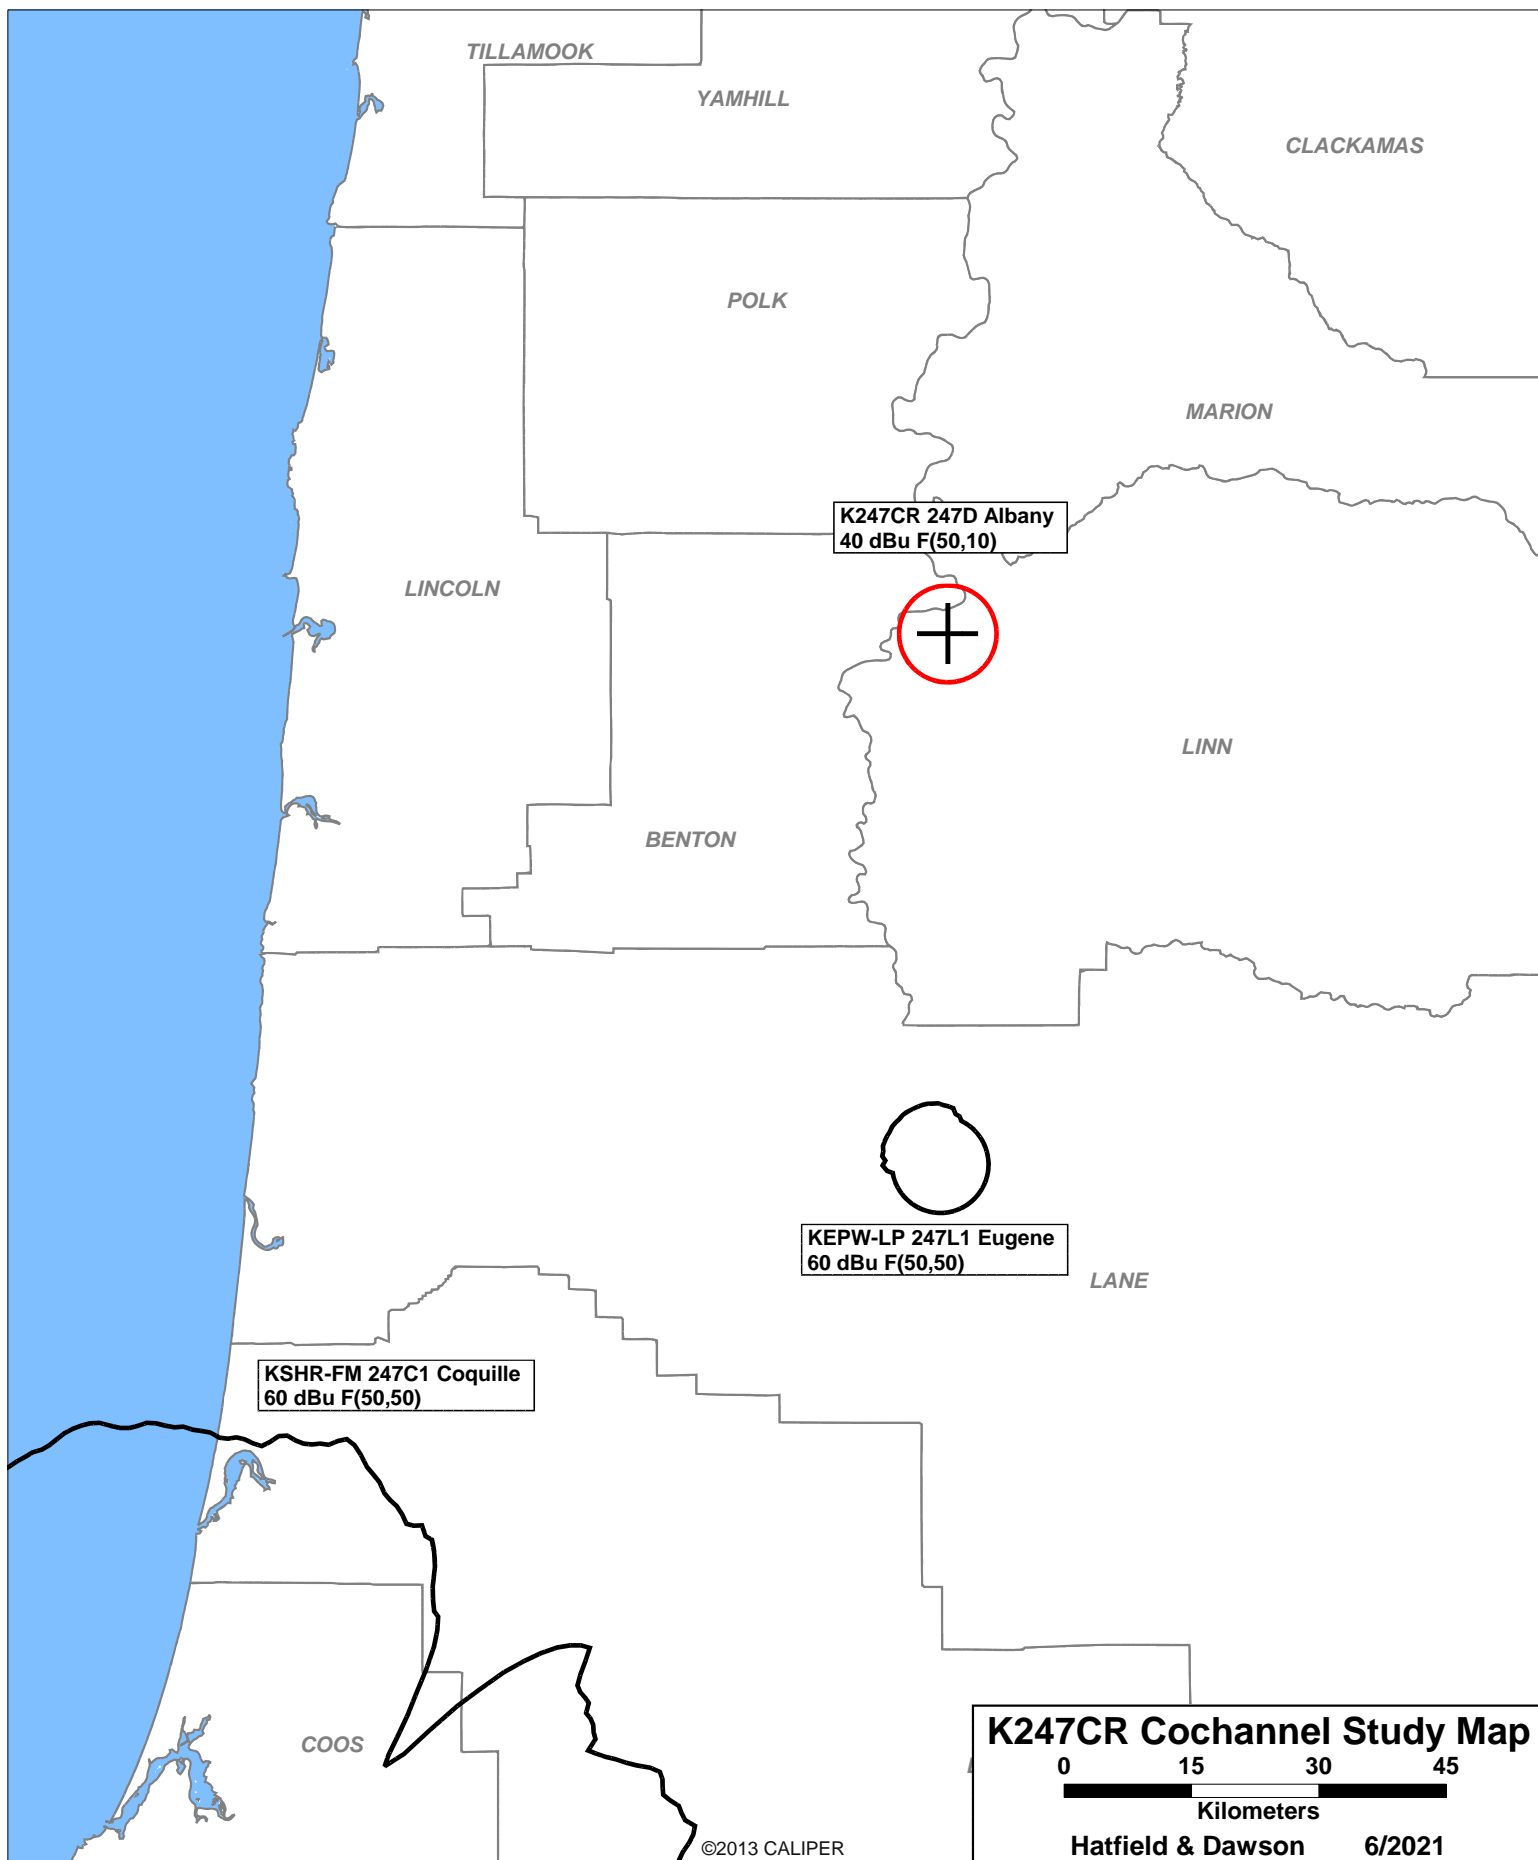 TILLAMOOK
YAMHILL
CLACKAMAS
POLK
MARION
K247CR 247D Albany
40 dBu F(50,10)
LINCOLN
LINN
BENTON
KEPW-LP 247L1 Eugene
60 dBu F(50,50)
LANE
KSHR-FM 247C1 Coquille
60 dBu F(50,50)
COOS
K247CR Cochannel Study Map
0 15 30 45
Kilometers
Hatfield & Dawson 6/2021
©2013 CALIPER